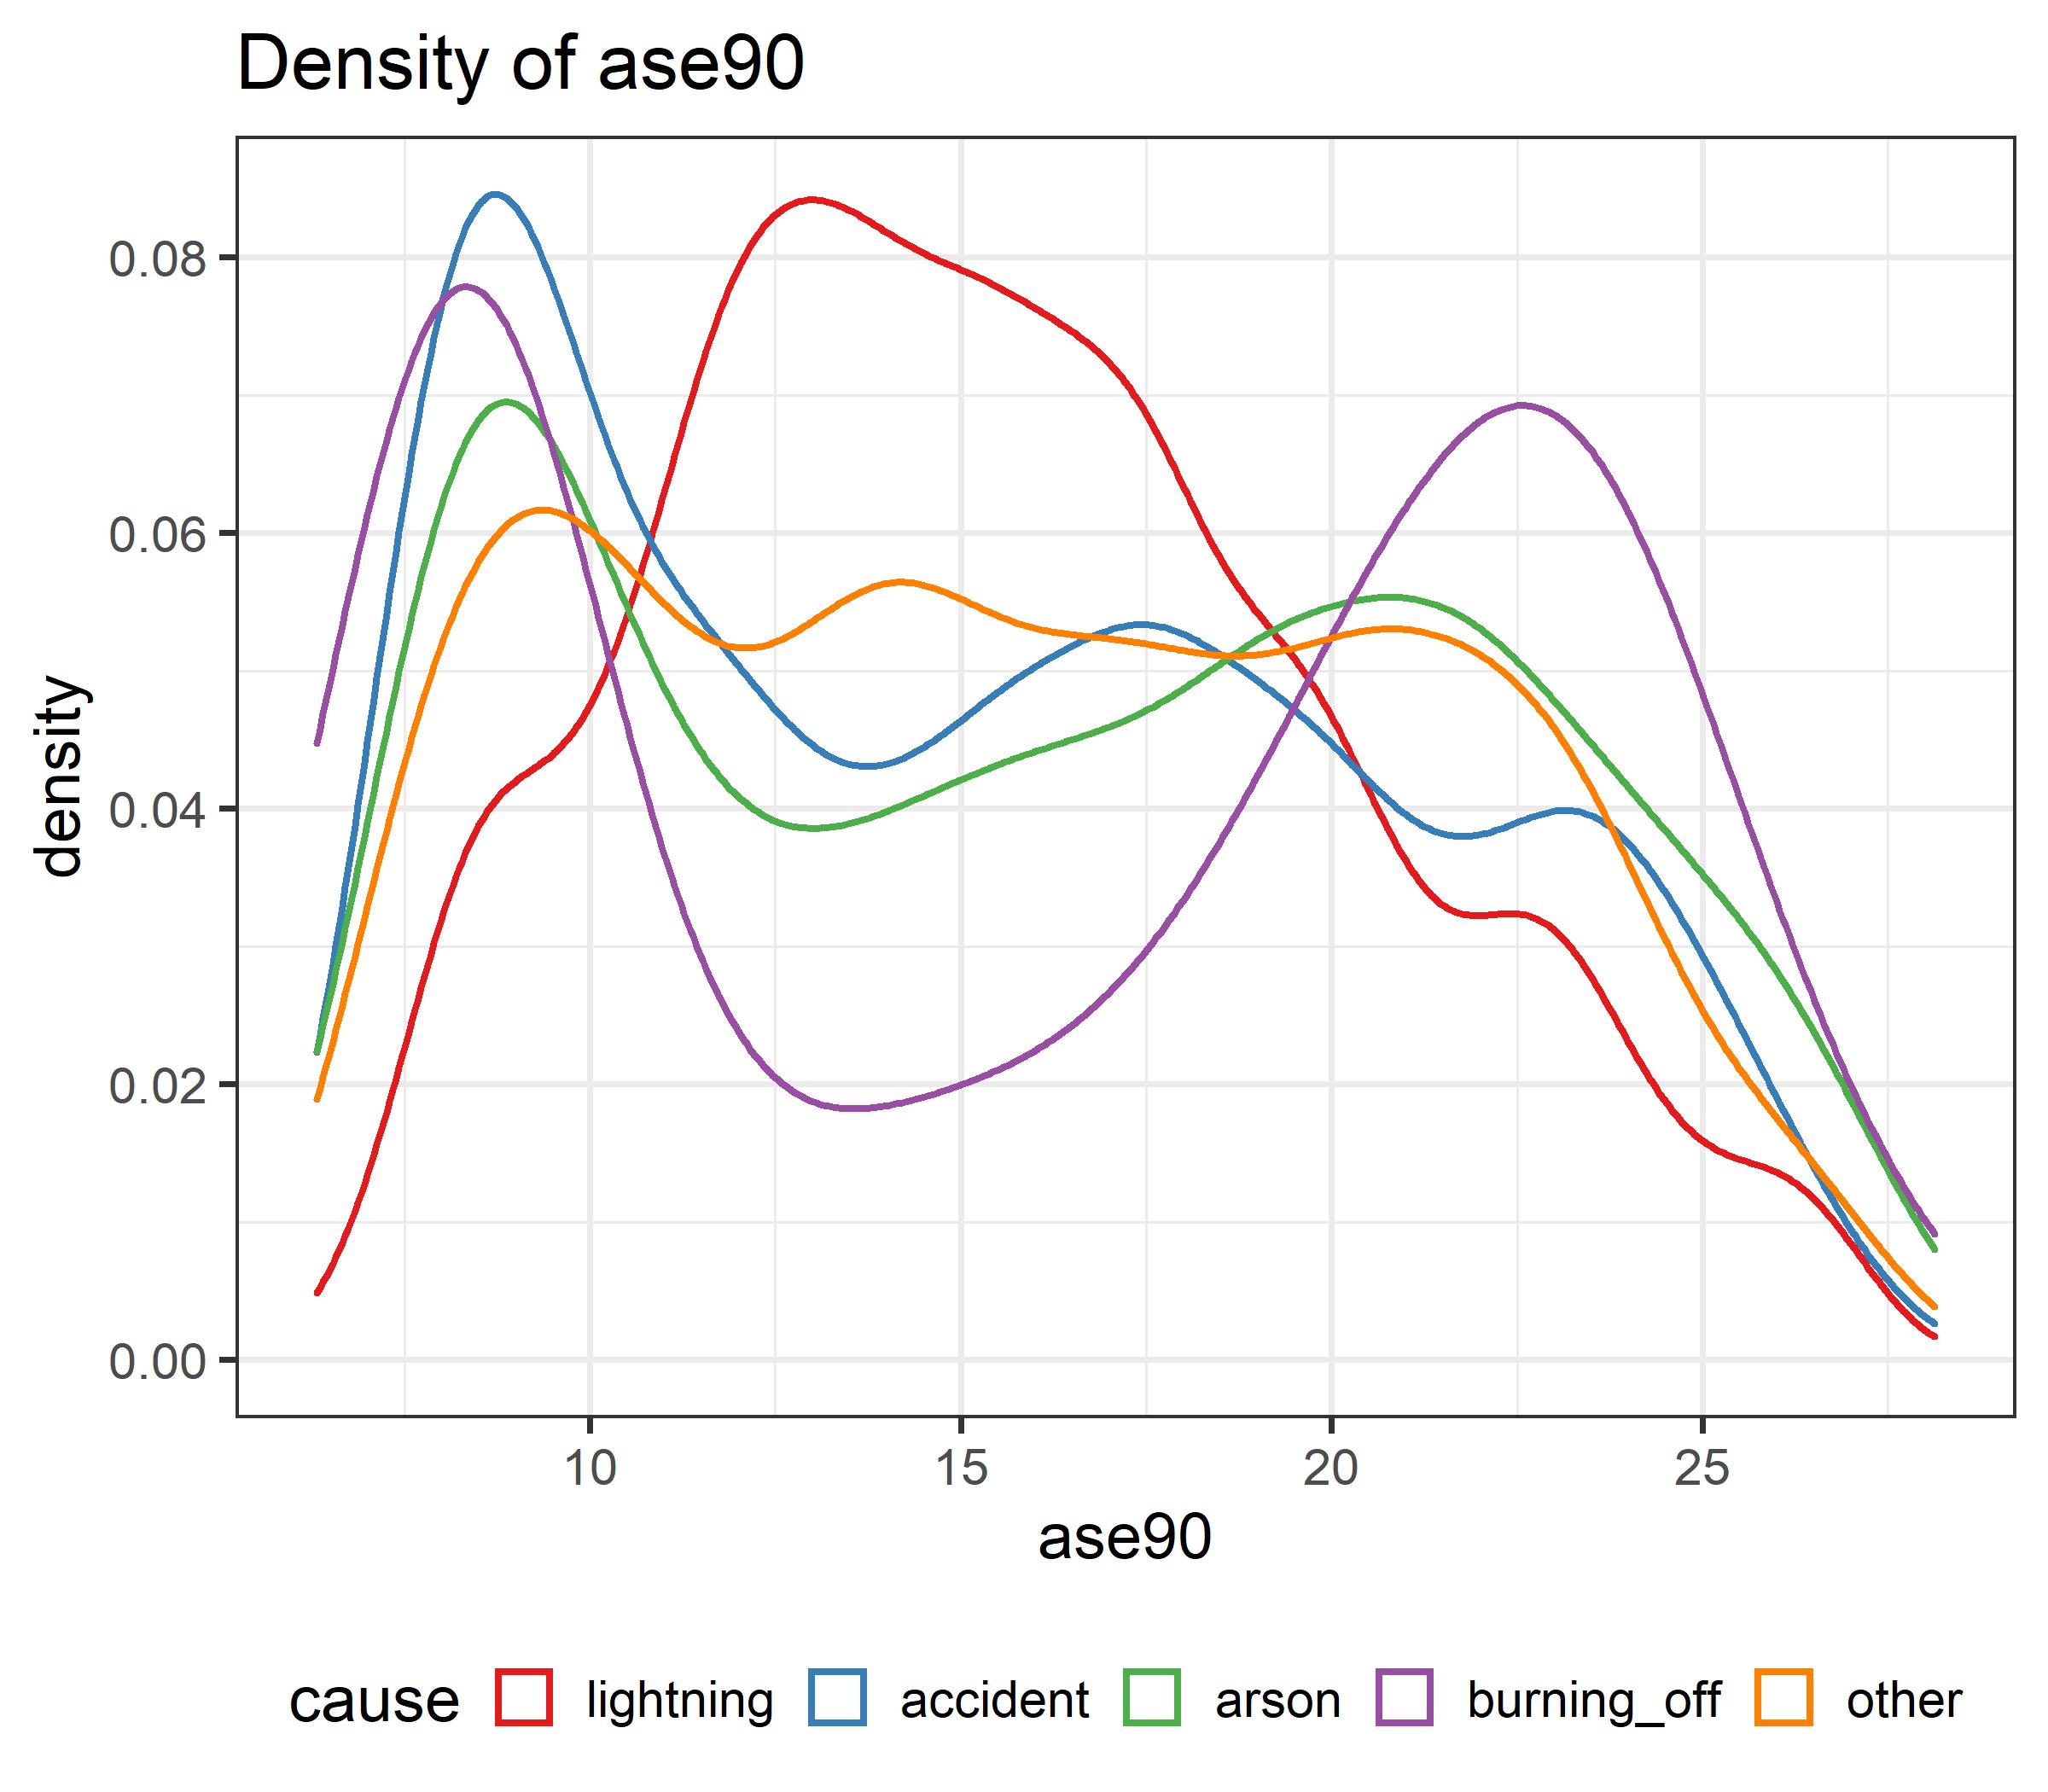 Density of ase90
0.08
0.06
0.04
0.02
0.00
density
10 15 20 25
ase90
cause lightning accident arson burning_off other